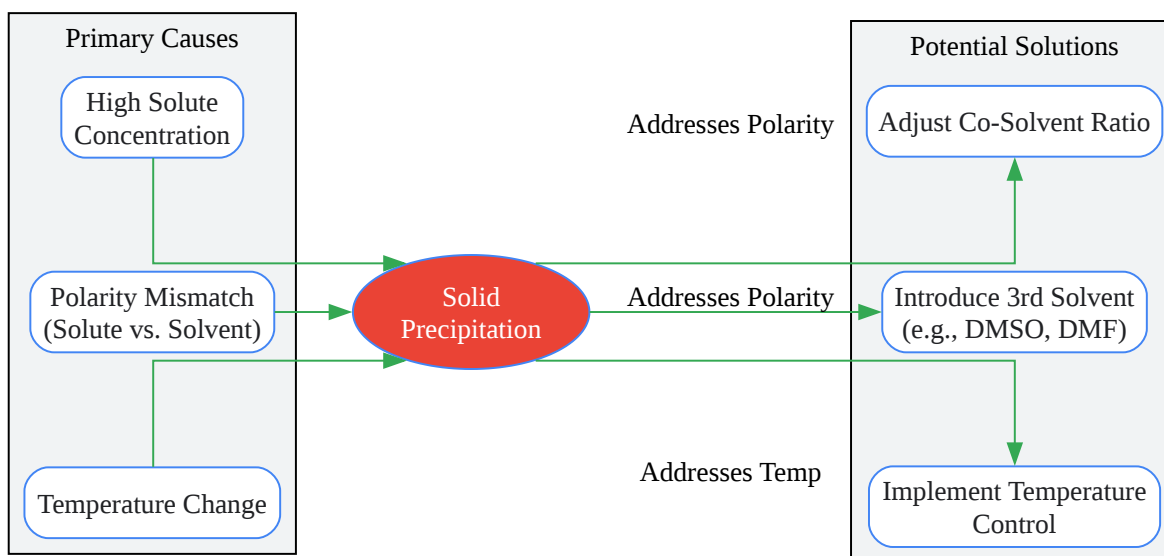 Primary Causes
High Solute
Concentration
Polarity Mismatch
(Solute vs. Solvent)
Temperature Change
Solid
Precipitation
Addresses Polarity
Addresses Polarity
Addresses Temp
Potential Solutions
Adjust Co-Solvent Ratio
Introduce 3rd Solvent
(e.g., DMSO, DMF)
Implement Temperature
Control